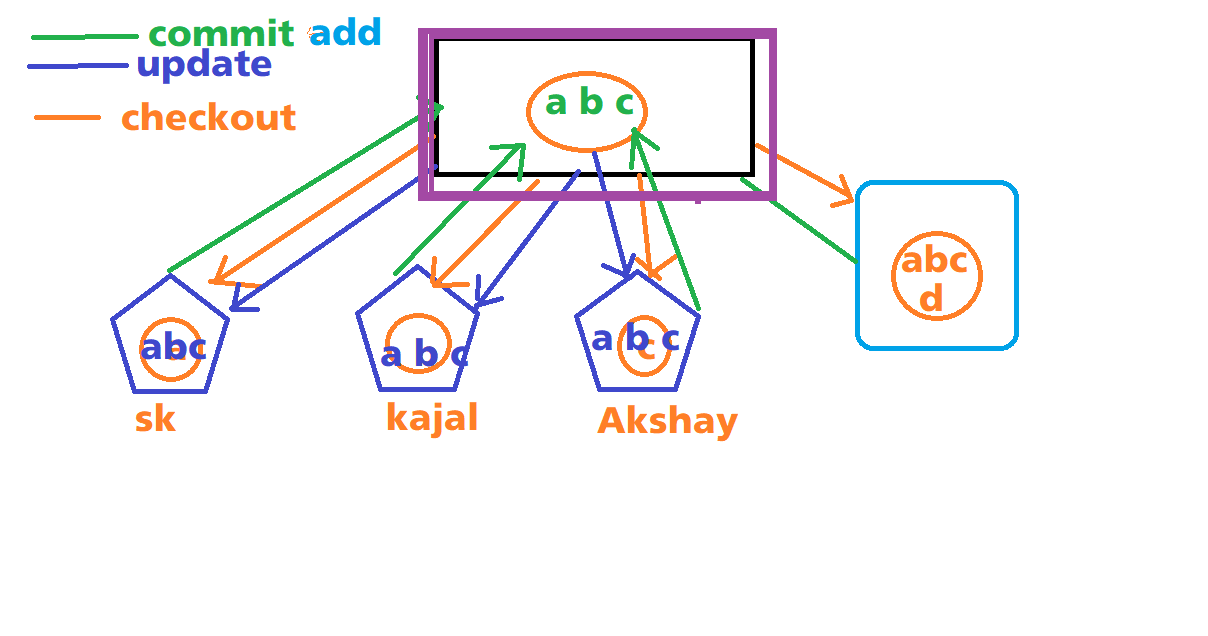 commit add
update
checkout
a b c
abc
d
abc
a b c
a b c
c
sk
kajal
Akshay